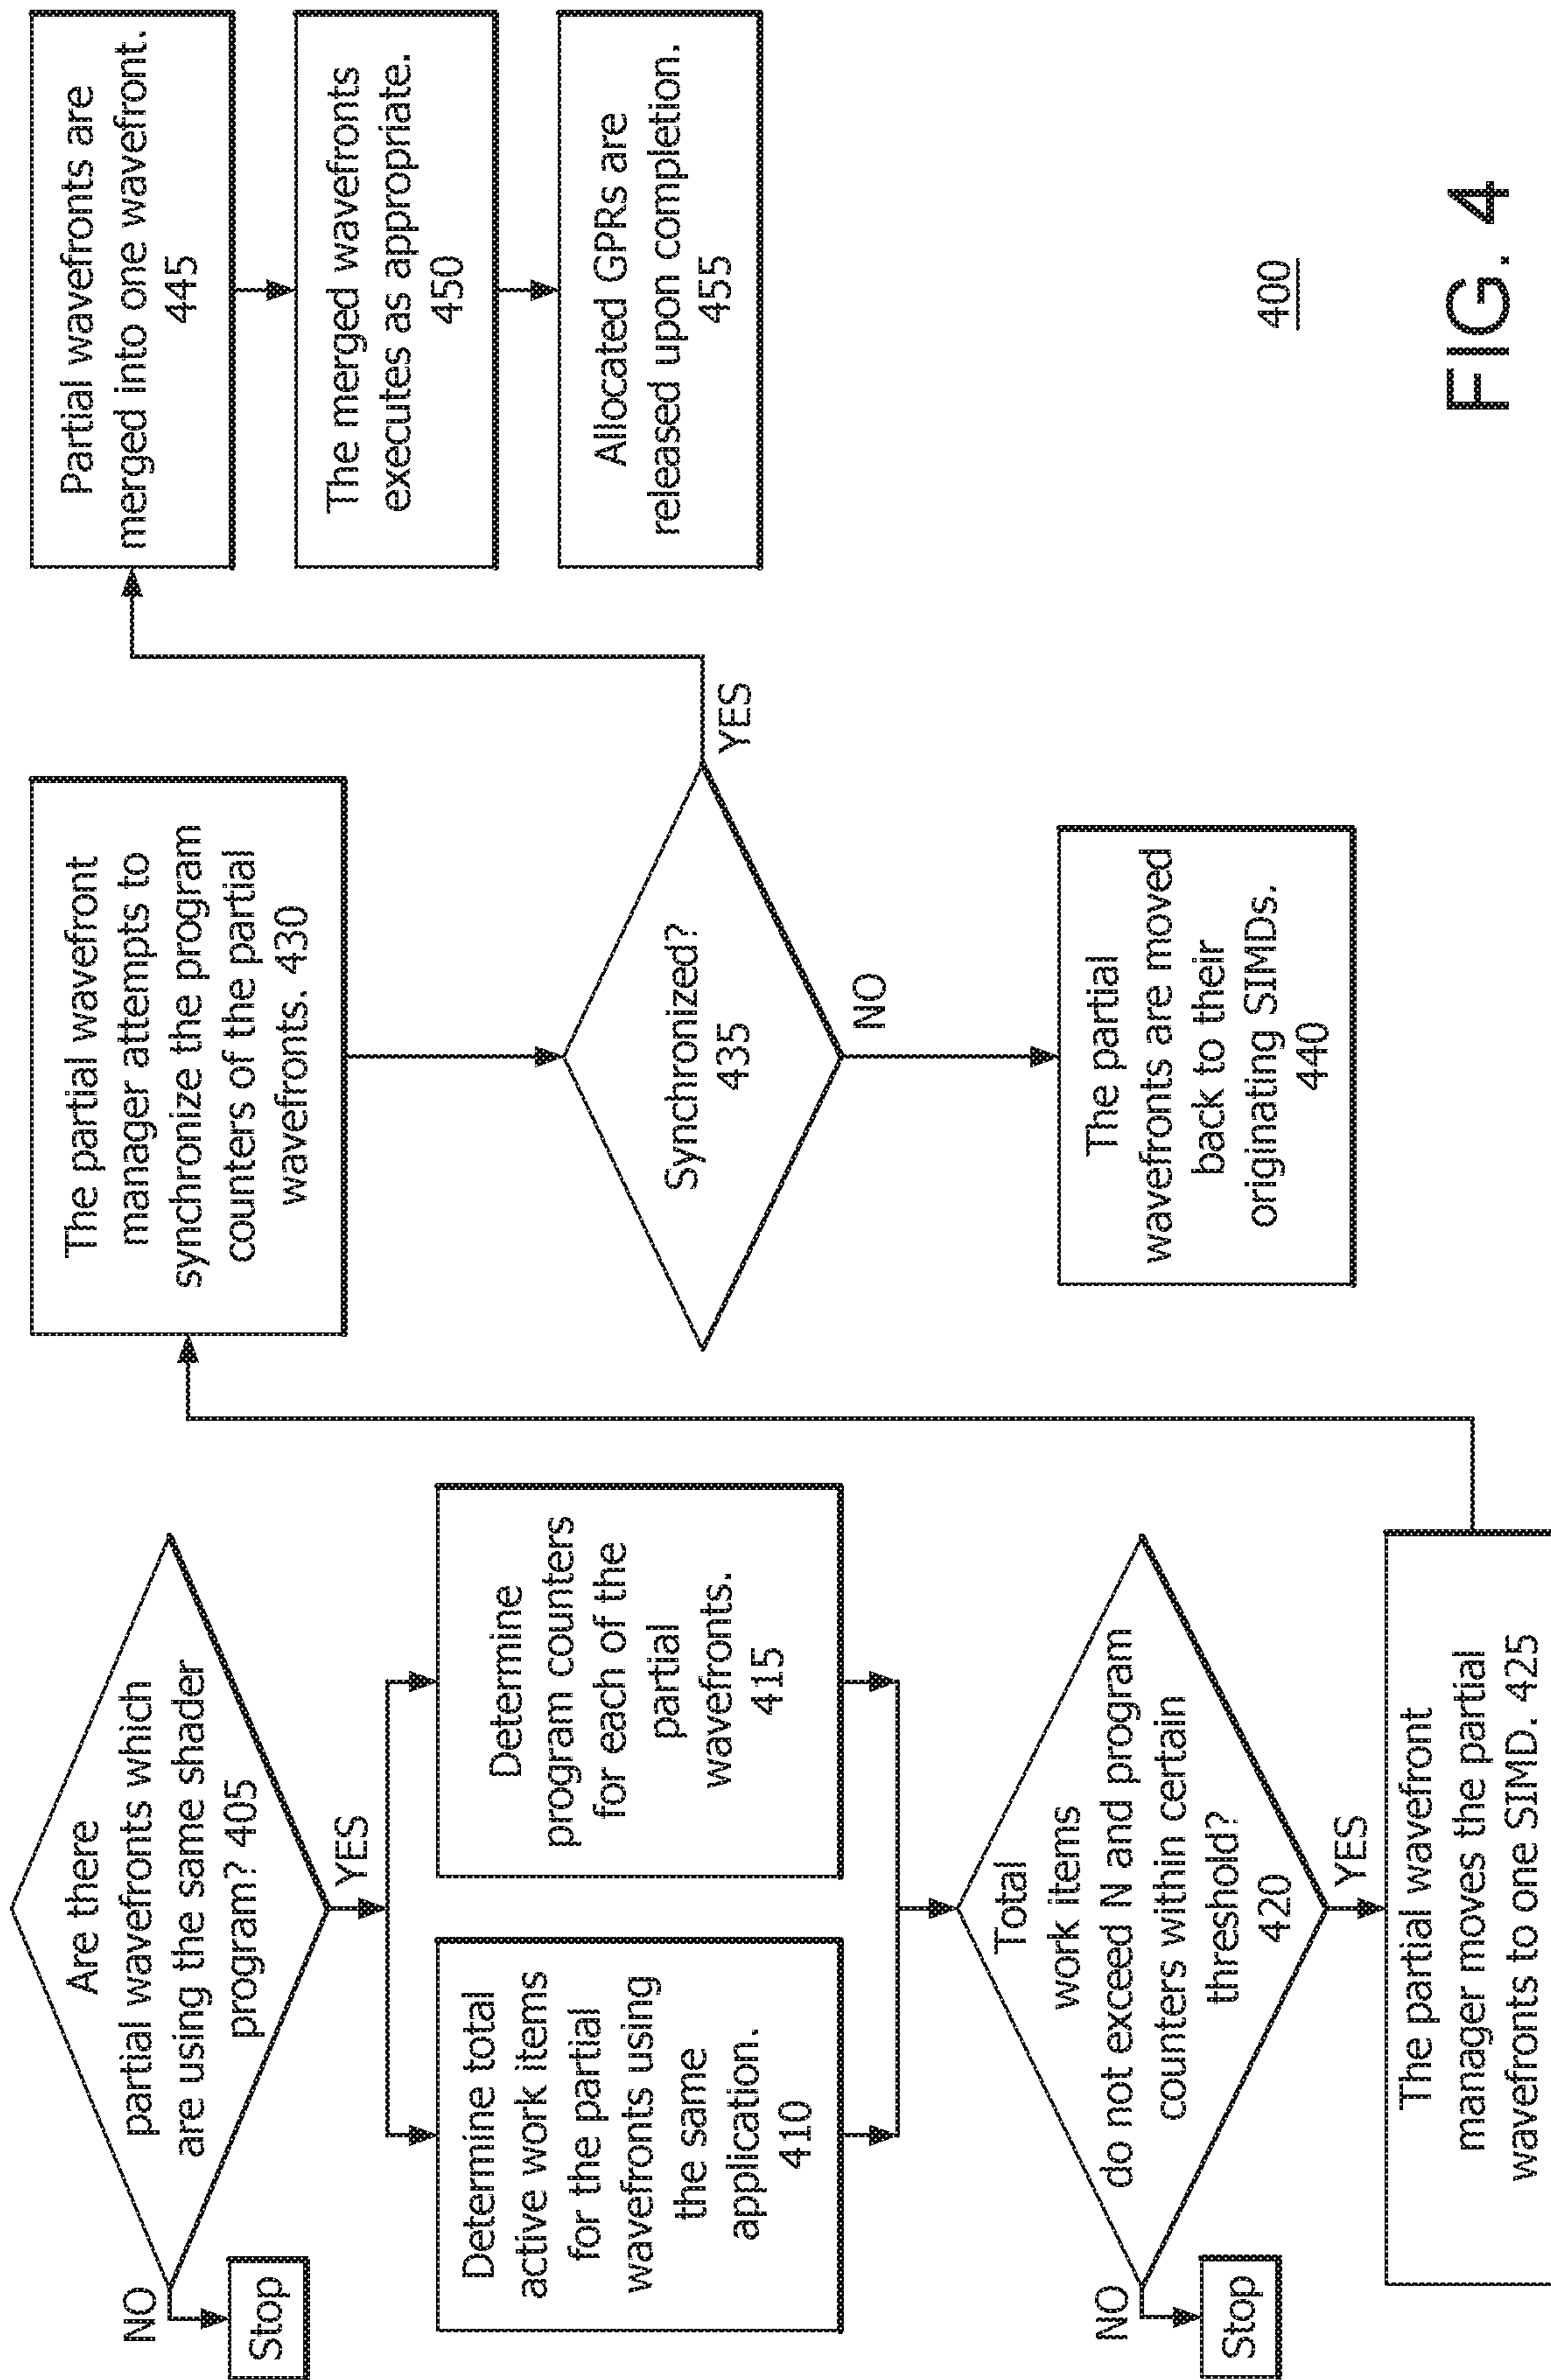 Are there
partial wavefronts which
are using the same shader
program? 405
NO
Stop
YES
Determine total
active work items
for the partial
wavefronts using
the same
application.
410
Determine
program counters
for each of the
partial
wavefronts.
415
Total
work items
do not exceed N and program
counters within certain
threshold?
420
NO
Stop
YES
The partial wavefront
manager moves the partial
wavefronts to one SIMD. 425
The partial wavefront
manager attempts to
synchronize the program
counters of the partial
wavefronts. 430
Synchronized?
435
YES
NO
The partial
wavefronts are moved
back to their
originating SIMDs.
440
Partial wavefronts are
merged into one wavefront.
445
The merged wavefronts
executes as appropriate.
450
Allocated GPRs are
released upon completion.
455
400
FIG. 4